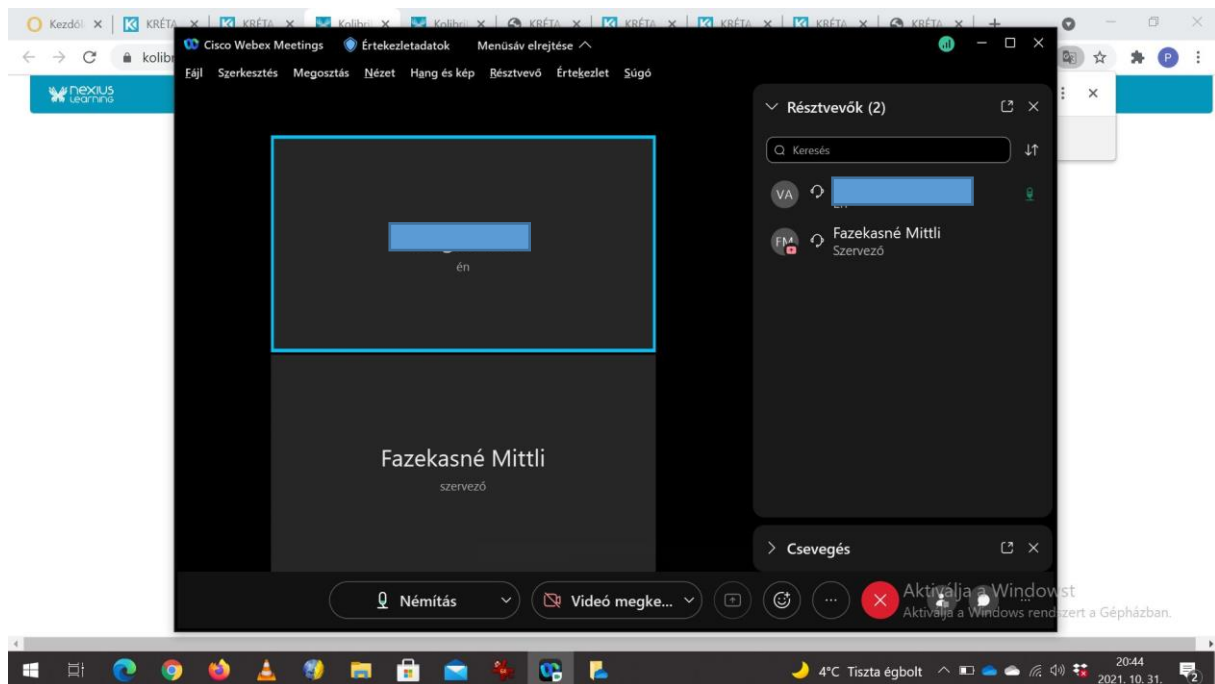 Kezdől
KRÉTA
KRÉTA
Kolibri
Kolibri
KRÉTA
KRÉTA
KRÉTA
KRÉTA
KRÉTA
kolibr
P
nexius
Learning
Cisco Webex Meetings Értekezletadatok Menüsáv elrejtése
Fájl Szerkesztés Megosztás Nézet Hang és kép Résztvevő Értekezlet Súgó
én
Fazekasné Mittli
szervező
Résztvevők (2)
Keresés
VA
FM Fazekasné Mittli
Szervező
Csevegés
Némítás Videó megke...
Aktiválja a Windowst
Aktiválja a Windows rendszert a Gépházban.
4°C Tiszta égbolt
20:44
2021. 10. 31.
2